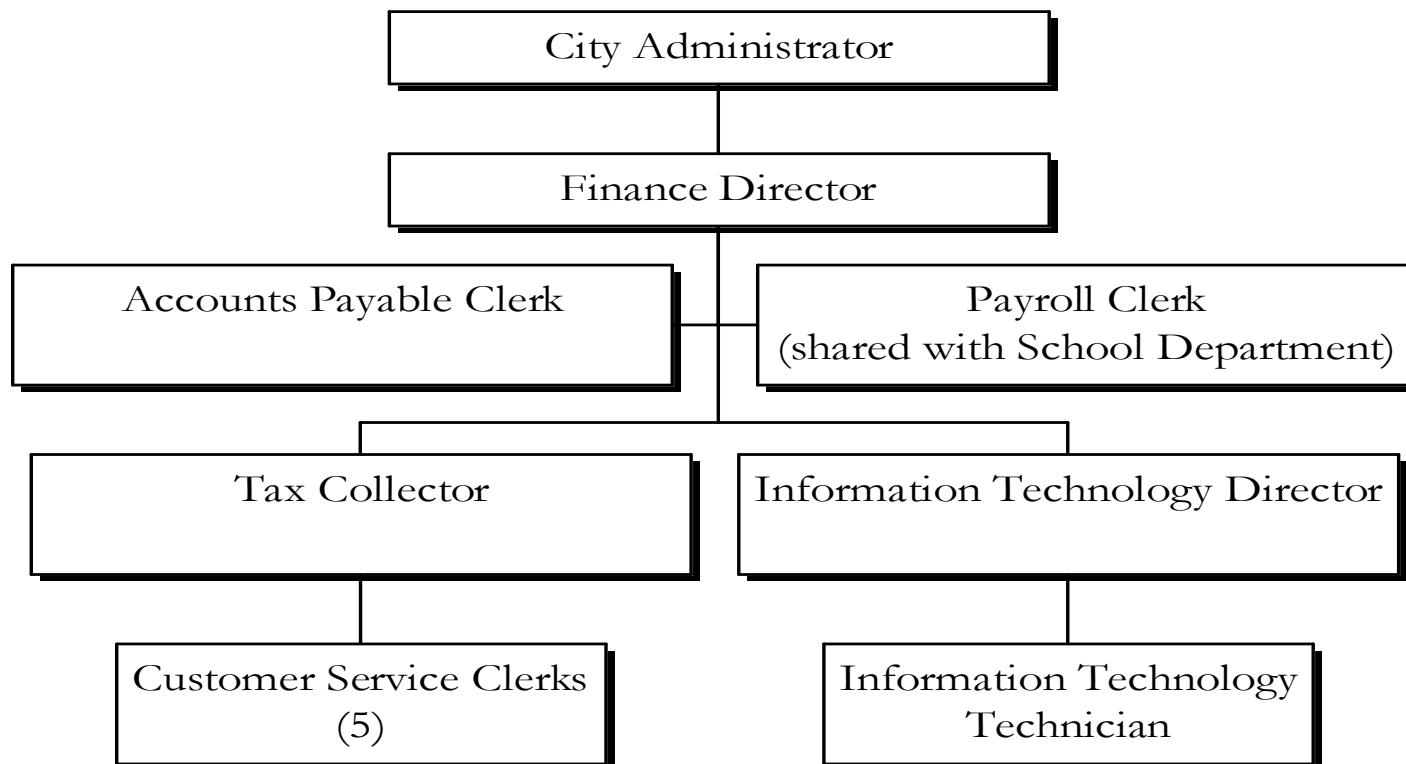 City Administrator
Finance Director
Accounts Payable Clerk
Payroll Clerk
(shared with School Department)
Tax Collector
Information Technology Director
Customer Service Clerks
(5)
Information Technology
Technician